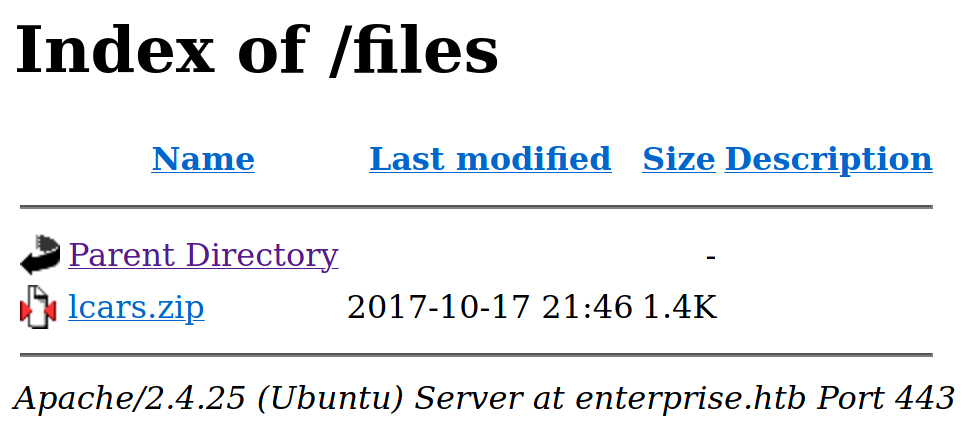 Index of /files
Name Last modified Size Description
Parent Directory -
lcars.zip 2017-10-17 21:46 1.4K
Apache/2.4.25 (Ubuntu) Server at enterprise.htb Port 443